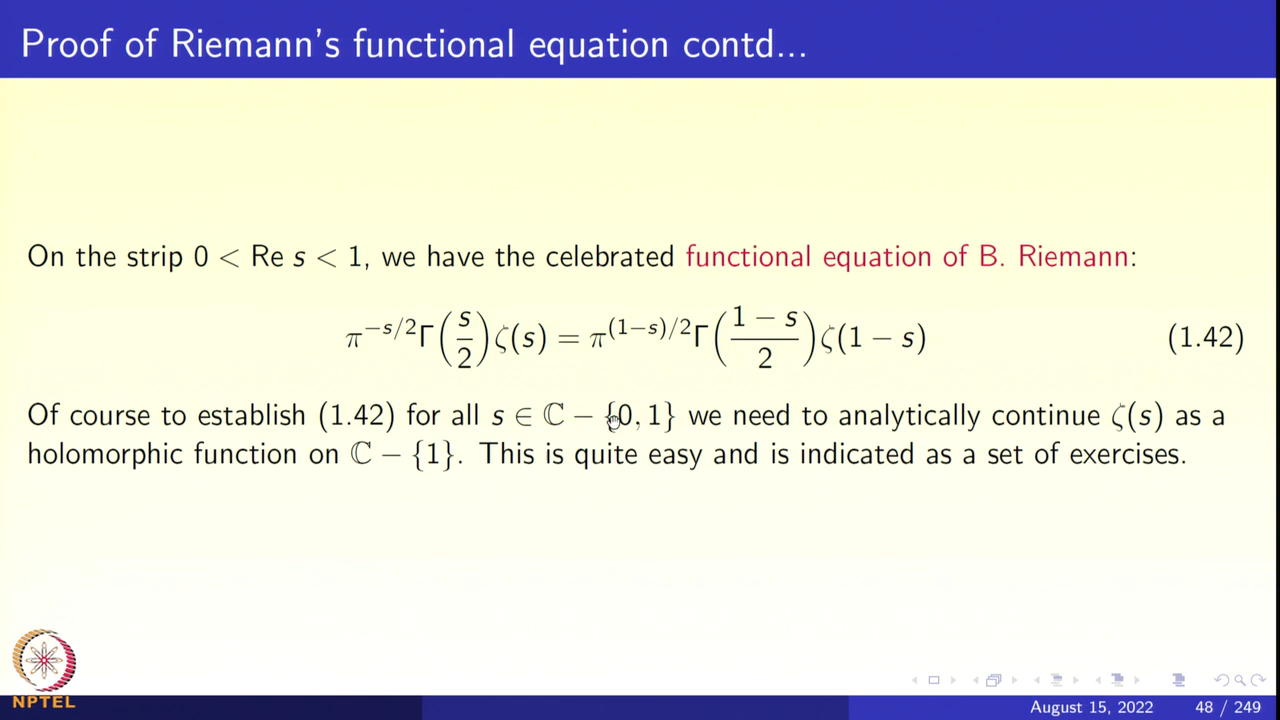 Proof of Riemann's functional equation contd...
On the strip 0 < Re s < 1, we have the celebrated functional equation of B. Riemann:
π^{−s/2}Γ(s/2)ζ(s) = π^{(1−s)/2}Γ((1 − s)/2)ζ(1 − s) (1.42)
Of course to establish (1.42) for all s ∈ ℂ − {0, 1} we need to analytically continue ζ(s) as a
holomorphic function on ℂ − {1}. This is quite easy and is indicated as a set of exercises.
NPTEL
August 15, 2022 48 / 249